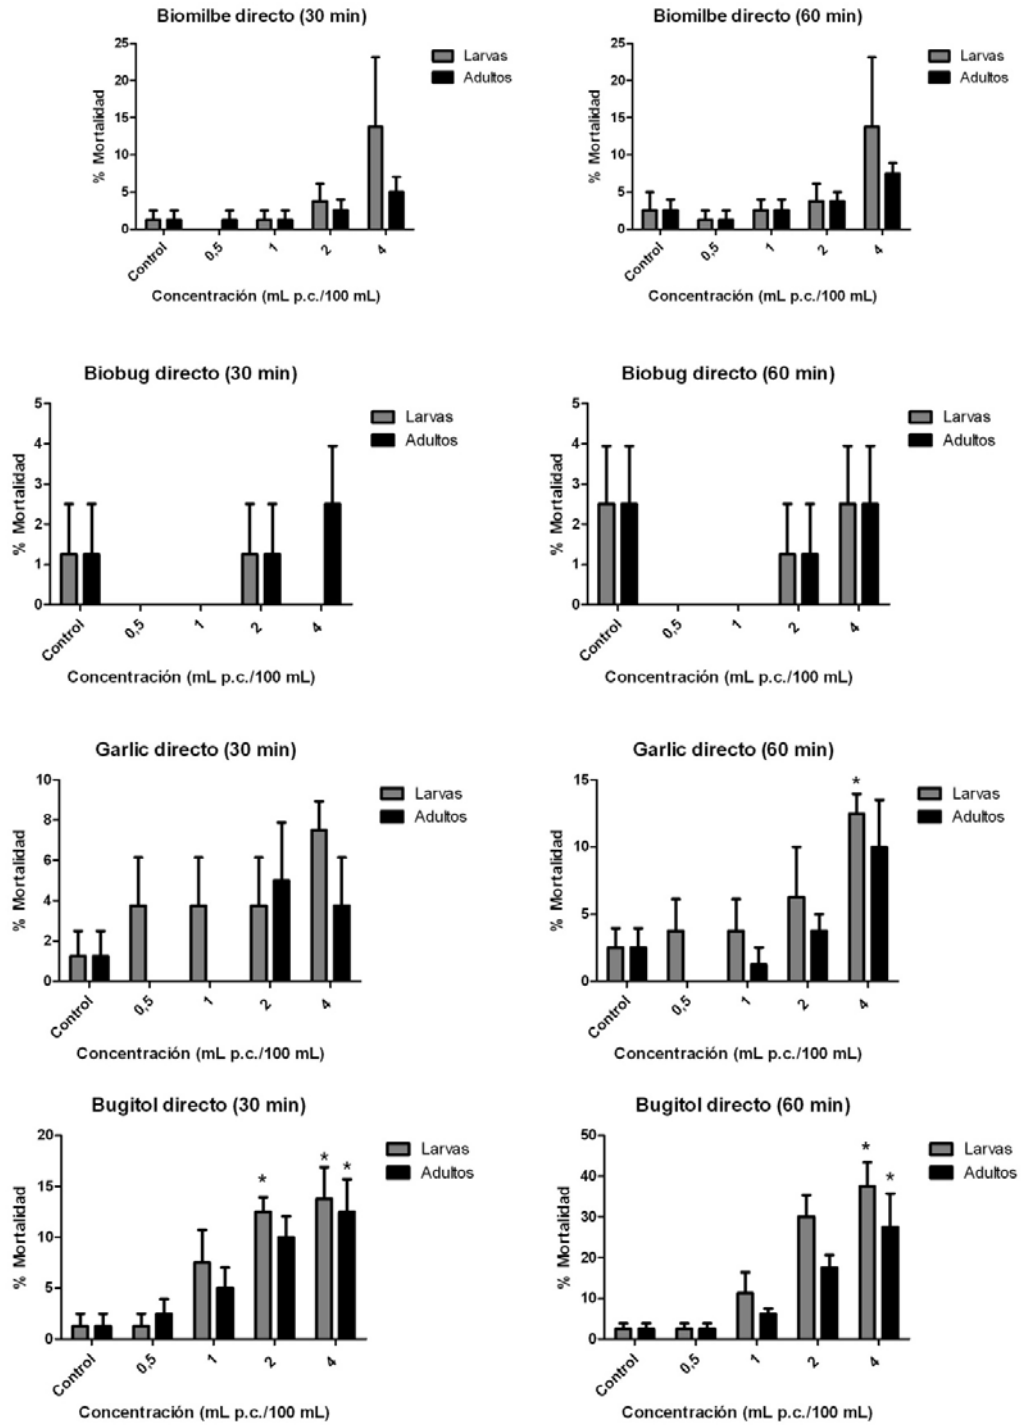 Biomilbe directo (30 min)
25
20
15
10
5
0
% Mortalidad
Larvas
Adultos
Control
0,5
1
2
4
Concentración (mL p.c./100 mL)
Biomilbe directo (60 min)
25
20
15
10
5
0
% Mortalidad
Larvas
Adultos
Control
0,5
1
2
4
Concentración (mL p.c./100 mL)
Biobug directo (30 min)
5
4
3
2
1
0
% Mortalidad
Larvas
Adultos
Control
0,5
1
2
4
Concentración (mL p.c./100 mL)
Biobug directo (60 min)
5
4
3
2
1
0
% Mortalidad
Larvas
Adultos
Control
0,5
1
2
4
Concentración (mL p.c./100 mL)
Garlic directo (30 min)
10
8
6
4
2
0
% Mortalidad
Larvas
Adultos
Control
0,5
1
2
4
Concentración (mL p.c./100 mL)
Garlic directo (60 min)
15
10
5
0
% Mortalidad
*
Larvas
Adultos
Control
0,5
1
2
4
Concentración (mL p.c./100 mL)
Bugitol directo (30 min)
20
15
10
5
0
% Mortalidad
*
*
*
Larvas
Adultos
Control
0,5
1
2
4
Concentración (mL p.c./100 mL)
Bugitol directo (60 min)
50
40
30
20
10
0
% Mortalidad
*
*
Larvas
Adultos
Control
0,5
1
2
4
Concentración (mL p.c./100 mL)